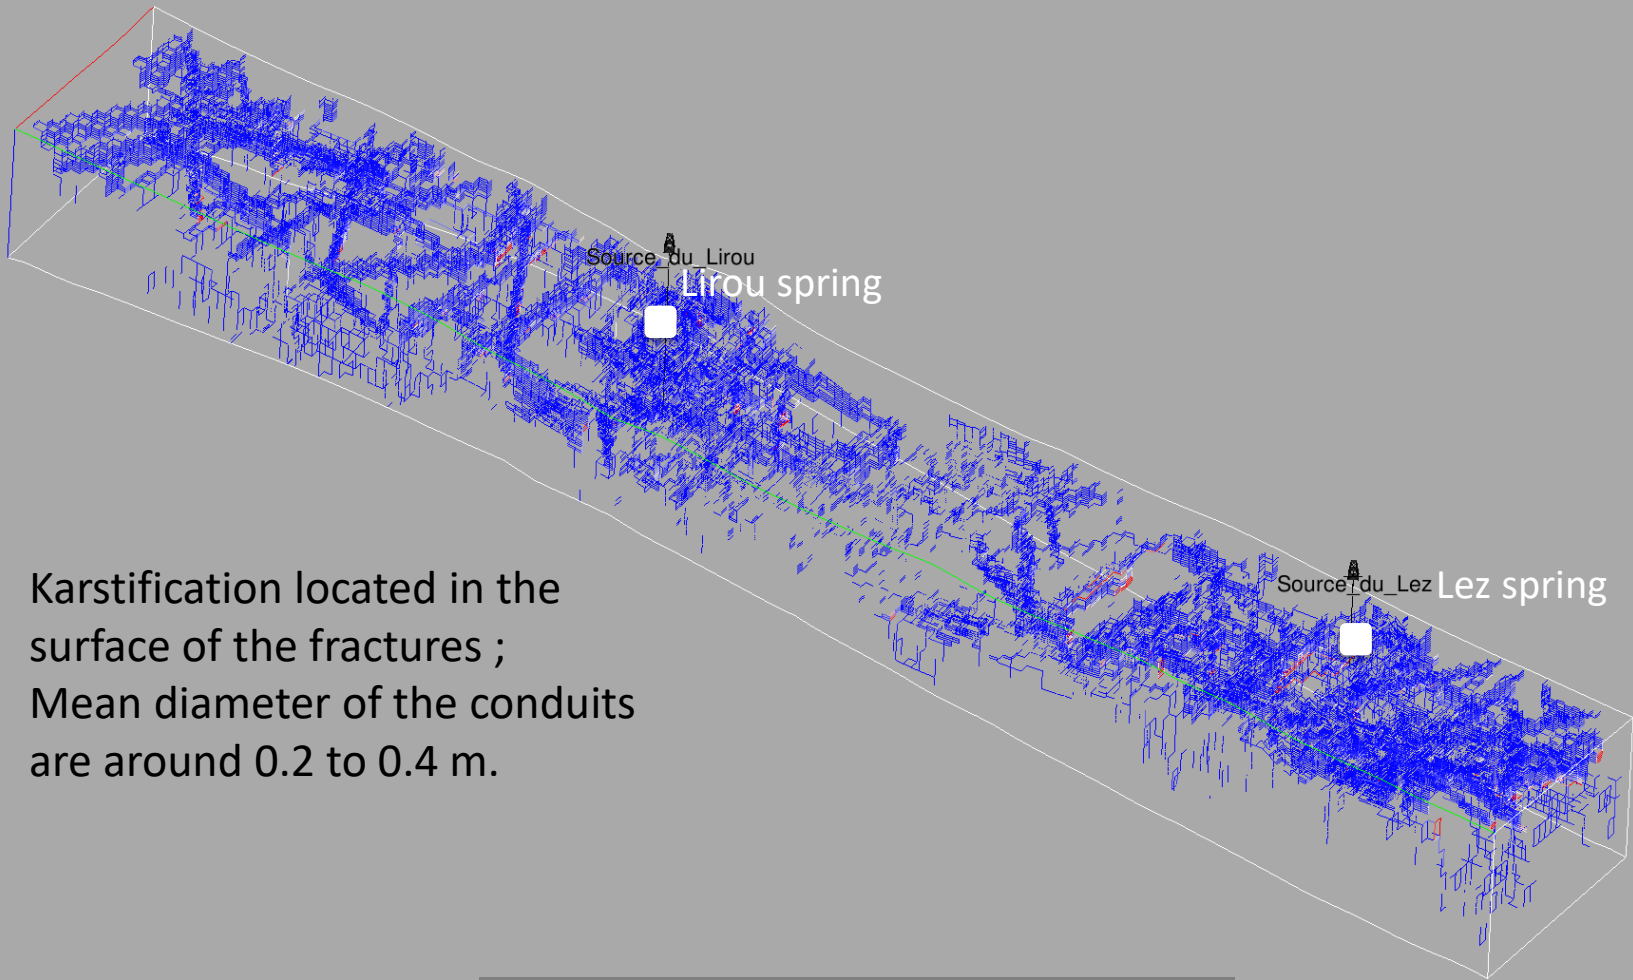 Source_du_Lirou
Lirou spring
Source_du_Lez
Lez spring
Karstification located in the
surface of the fractures ;
Mean diameter of the conduits
are around 0.2 to 0.4 m.